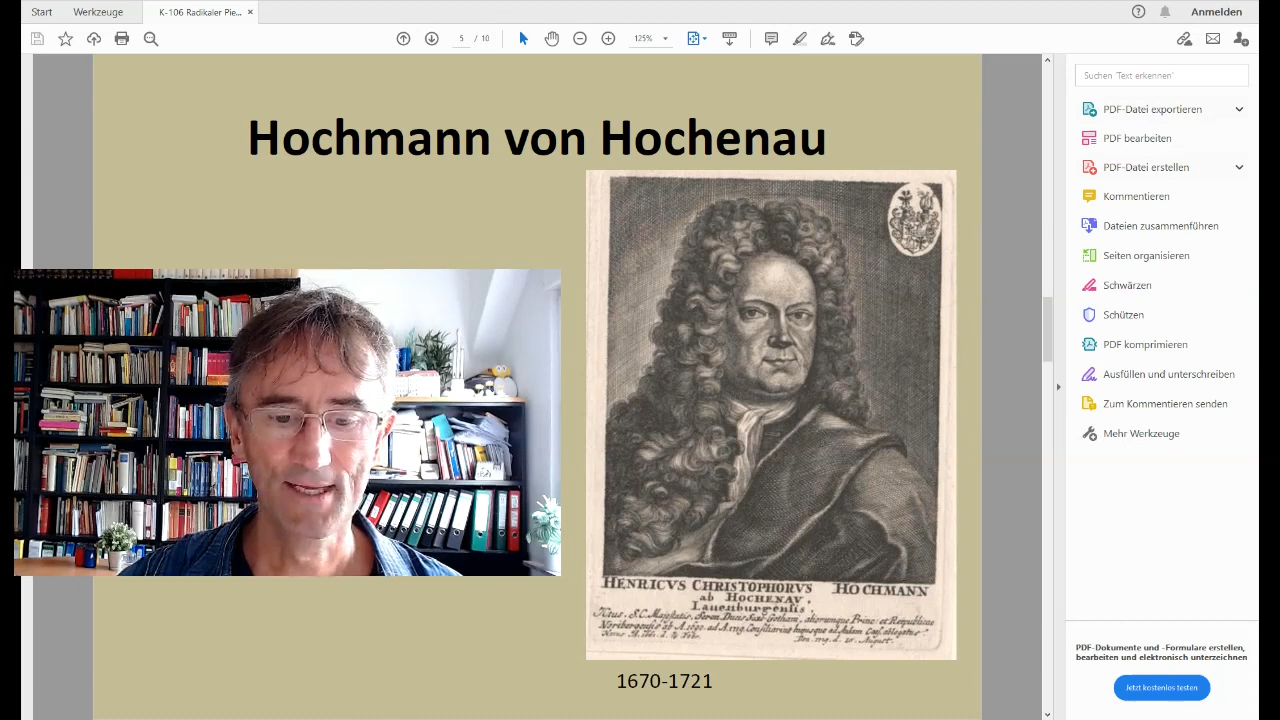 Start Werkzeuge K-106 Radikaler Pie... ×
Anmelden
5 / 10 125%
Hochmann von Hochenau
HENRICVS CHRISTOPHORVS HOCHMANN
ab HOCHENAV.
Lauenburgensis,
1670-1721
Suchen 'Text erkennen'
PDF-Datei exportieren
PDF bearbeiten
PDF-Datei erstellen
Kommentieren
Dateien zusammenführen
Seiten organisieren
Schwärzen
Schützen
PDF komprimieren
Ausfüllen und unterschreiben
Zum Kommentieren senden
Mehr Werkzeuge
PDF-Dokumente und -Formulare erstellen,
bearbeiten und elektronisch unterzeichnen
Jetzt kostenlos testen